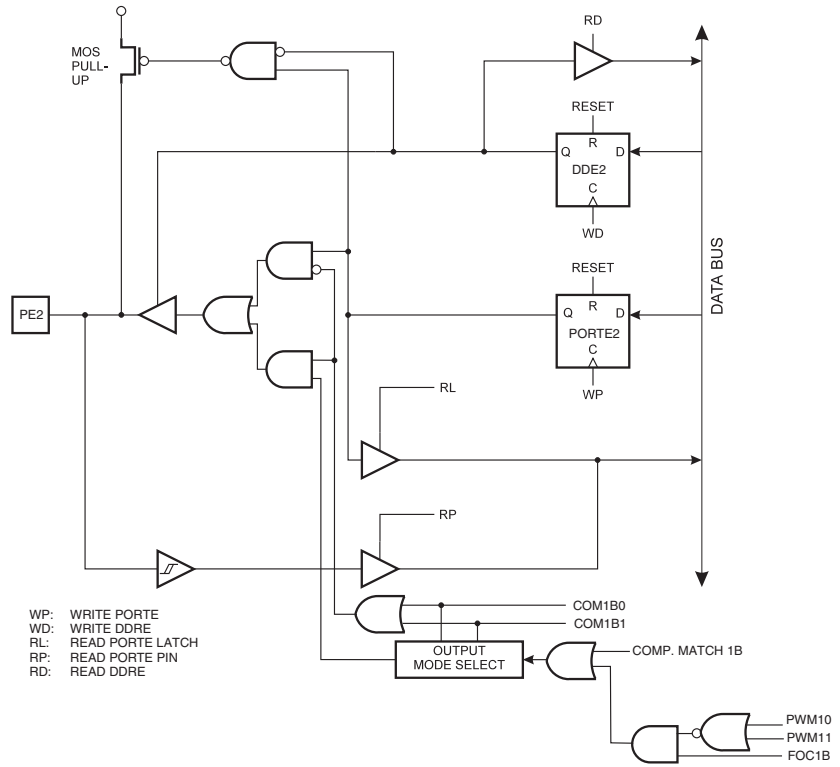 RD
MOS
PULL-
UP
RESET
R
Q
D
DDE2
C
WD
DATA BUS
RESET
R
Q
D
PE2
PORTE2
C
WP
RL
RP
WP: WRITE PORTE
WD: WRITE DDRE
RL: READ PORTE LATCH
RP: READ PORTE PIN
RD: READ DDRE
COM1B0
COM1B1
OUTPUT
MODE SELECT
COMP. MATCH 1B
PWM10
PWM11
FOC1B